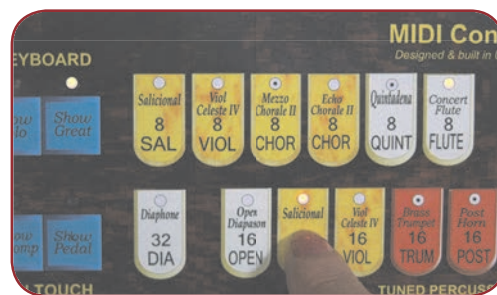 MIDI Con
Designed & built in U
EYBOARD
Show
Great
Salicional
8
SAL
Viol
Celeste IV
8
VIOL
Mezzo
Chorale II
8
CHOR
Echo
Chorale II
8
CHOR
Quintadena
8
QUINT
Concert
Flute
8
FLUTE
Show
Pedal
Diaphone
32
DIA
Open
Diapason
16
OPEN
Salicional
Viol
Celeste IV
16
VIOL
Brass
Trumpet
16
TRUM
Post
Horn
16
POST
TOUCH
TUNED PERCUS